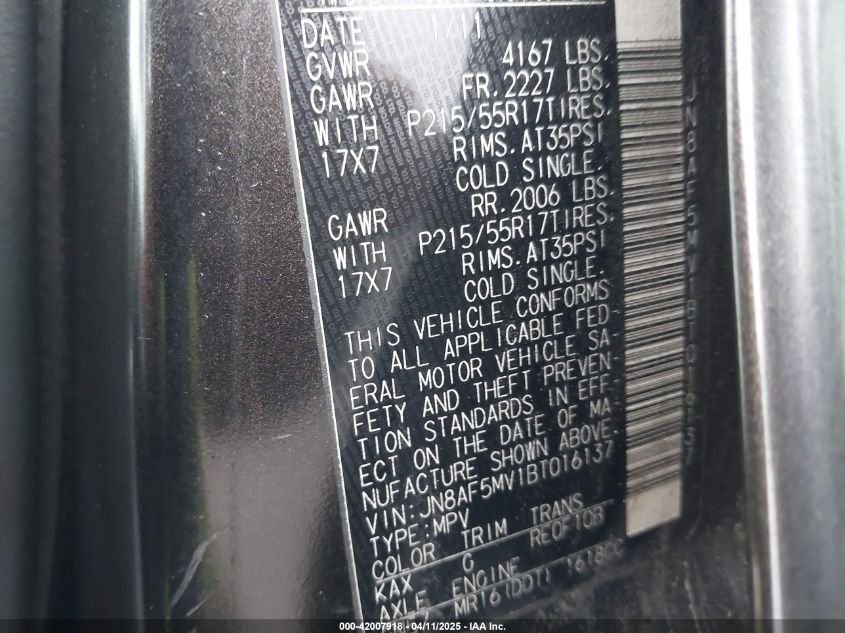 DATE 1/11
GVWR 4167 LBS.
GAWR FR. 2227 LBS.
WITH P215/55R17TIRES.
17X7 RIMS. AT35PSI
COLD SINGLE.
GAWR RR. 2006 LBS.
WITH P215/55R17TIRES.
17X7 RIMS. AT35PSI
COLD SINGLE.
THIS VEHICLE CONFORMS
TO ALL APPLICABLE FED-
ERAL MOTOR VEHICLE SA-
FETY AND THEFT PREVEN-
TION STANDARDS IN EFF-
ECT ON THE DATE OF MA-
NUFACTURE SHOWN ABOVE.
VIN:JN8AF5MV1BT016137
TYPE:MPV
COLOR TRIM TRANS
KAX G RE0F10B
AXLE ENGINE
MR16(DDT) 1618CC
JN8AF5MV1BT016137
000-42007918 - 04/11/2025 - IAA Inc.